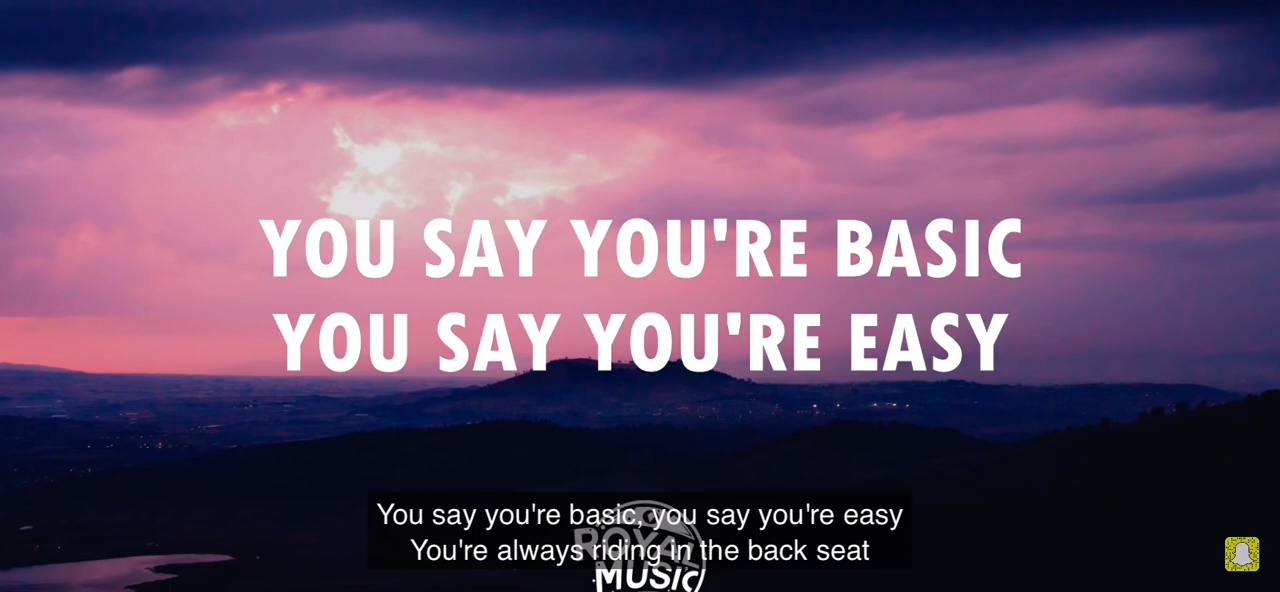 YOU SAY YOU'RE BASIC
YOU SAY YOU'RE EASY
You say you're basic, you say you're easy
You're always riding in the back seat
ROYAL
MUSIC